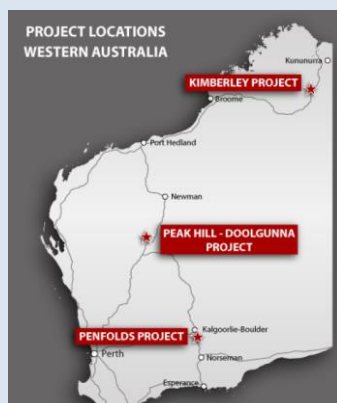 PROJECT LOCATIONS
WESTERN AUSTRALIA
Kununurra
KIMBERLEY PROJECT
Broome
Port Hedland
Newman
PEAK HILL - DOOLGUNNA
PROJECT
PENFOLDS PROJECT
Kalgoorlie-Boulder
Perth
Norseman
Esperance